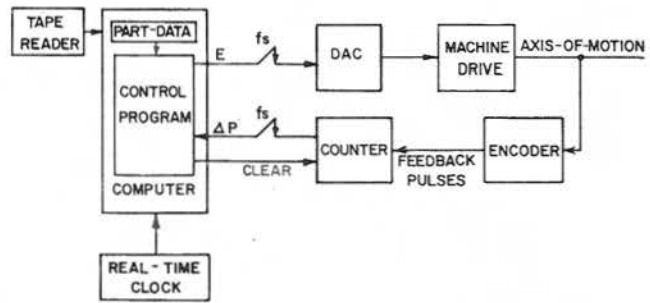 TAPE
READER
PART-DATA
CONTROL
PROGRAM
COMPUTER
E
fs
DAC
MACHINE
DRIVE
AXIS-OF-MOTION
ΔP
fs
CLEAR
COUNTER
FEEDBACK
PULSES
ENCODER
REAL-TIME
CLOCK